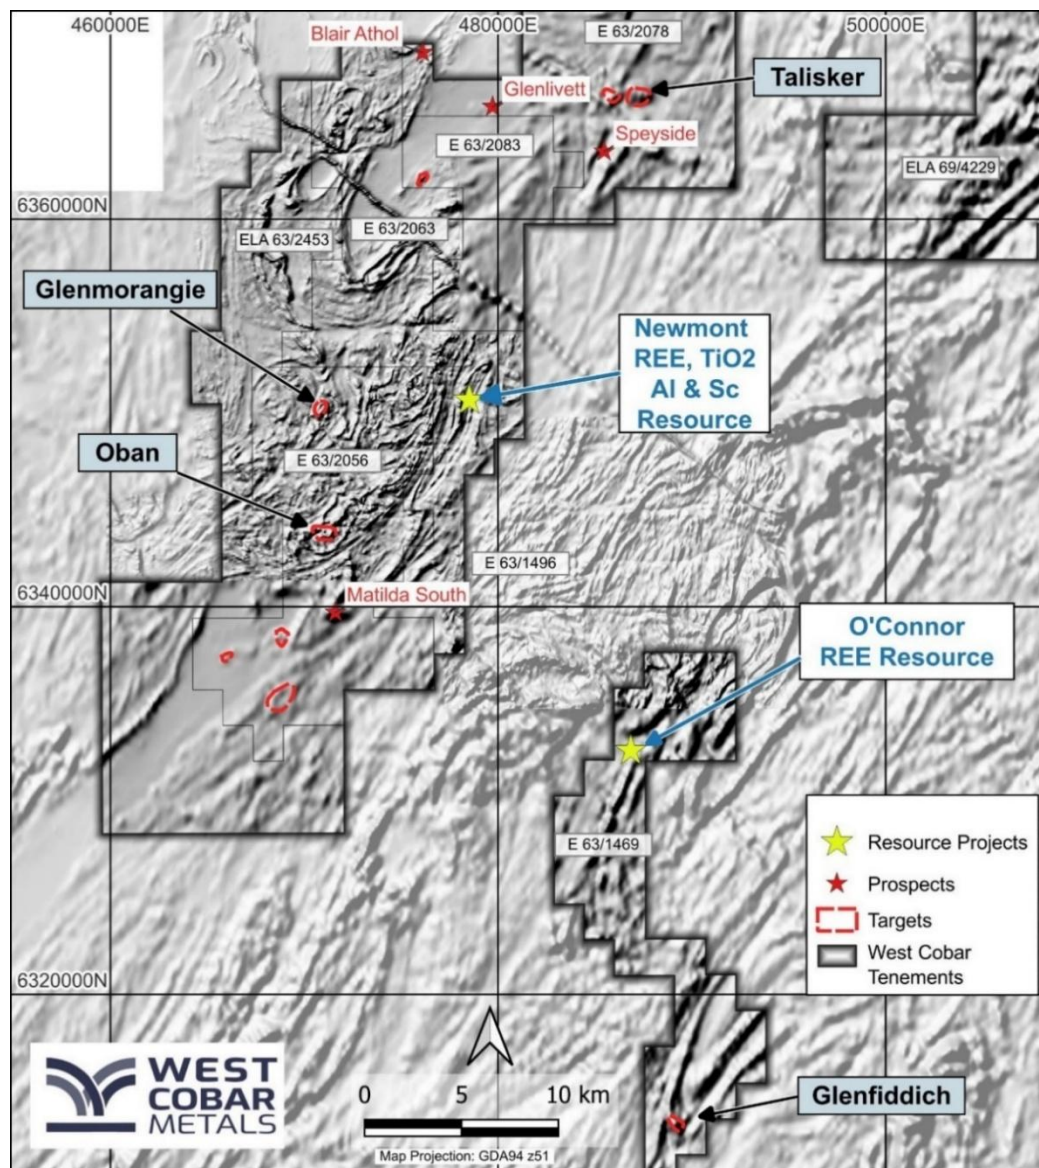 460000E
480000E
500000E
Blair Athol
E 63/2078
Talisker
Glenlivett
Speyside
E 63/2083
ELA 69/4229
6360000N
ELA 63/2453
E 63/2063
Glenmorangie
Newmont
REE, TiO2
Al & Sc
Resource
Oban
E 63/2056
E 63/1496
6340000N
Matilda South
O'Connor
REE Resource
E 63/1469
Resource Projects
Prospects
Targets
West Cobar
Tenements
6320000N
WEST
COBAR
METALS
0 5 10 km
Map Projection: GDA94 z51
Glenfiddich